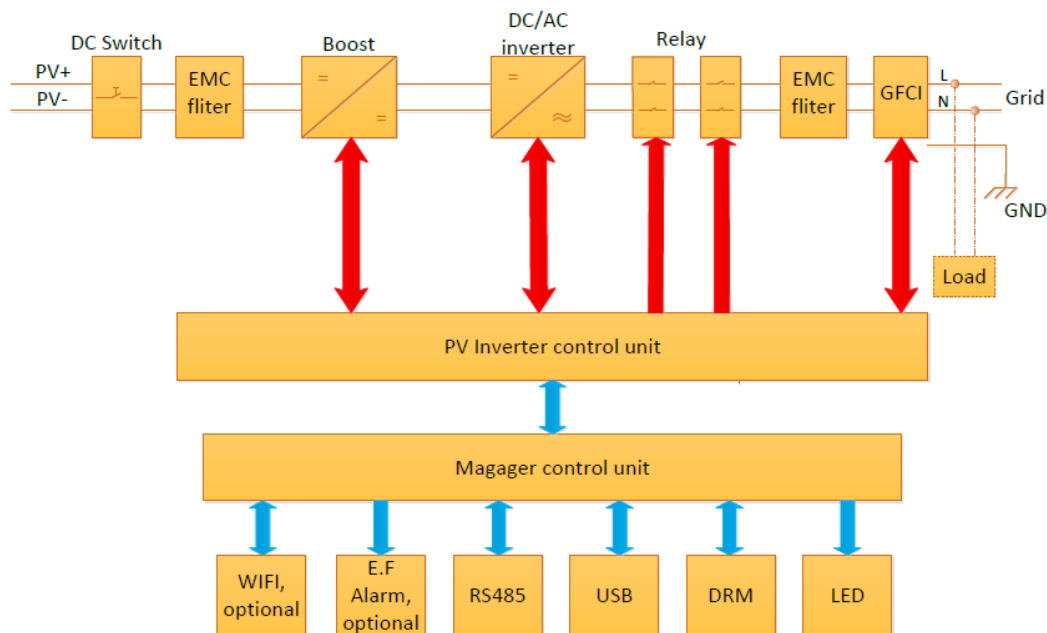 DC Switch
Boost
DC/AC
inverter
Relay
PV+
PV-
EMC
fliter
=
=
=
≈
EMC
fliter
GFCI
L
N
Grid
GND
Load
PV Inverter control unit
Magager control unit
WIFI,
optional
E.F
Alarm,
optional
RS485
USB
DRM
LED